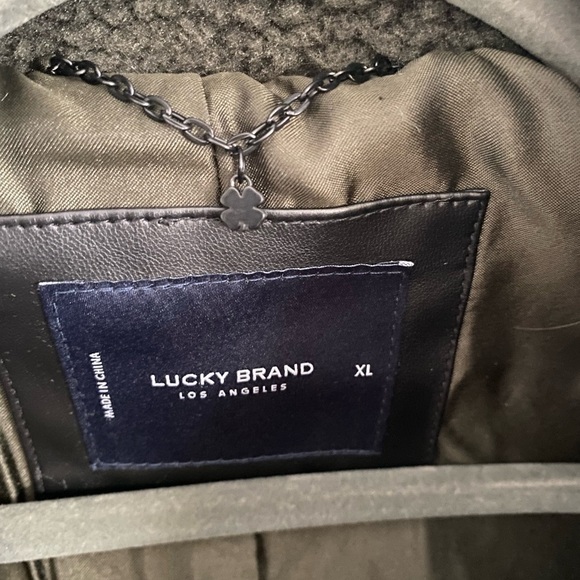 LUCKY BRAND
LOS ANGELES
XL
MADE IN CHINA